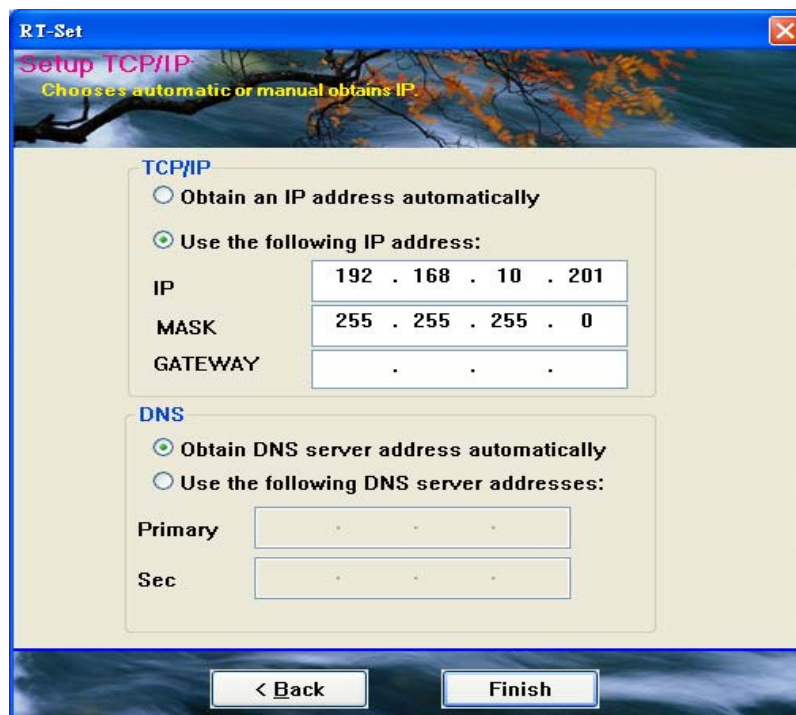 RT-Set
Setup TCP/IP
Chooses automatic or manual obtains IP.
TCP/IP
Obtain an IP address automatically
Use the following IP address:
IP 192 . 168 . 10 . 201
MASK 255 . 255 . 255 . 0
GATEWAY . . .
DNS
Obtain DNS server address automatically
Use the following DNS server addresses:
Primary . . .
Sec . . .
< Back Finish